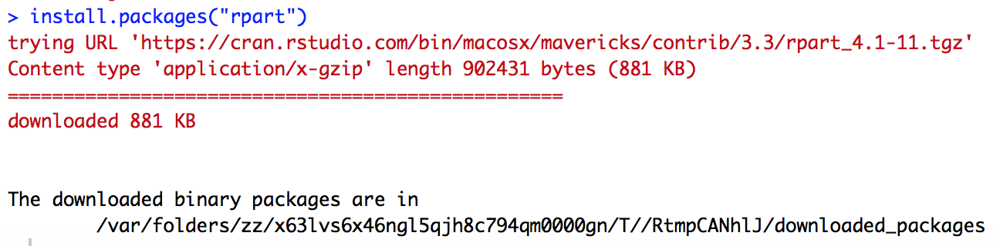 > install.packages("rpart")
trying URL 'https://cran.rstudio.com/bin/macosx/mavericks/contrib/3.3/rpart_4.1-11.tgz'
Content type 'application/x-gzip' length 902431 bytes (881 KB)
==================================================
downloaded 881 KB
The downloaded binary packages are in
/var/folders/zz/x63lvs6x46ngl5qjh8c794qm0000gn/T//RtmpCANhlJ/downloaded_packages